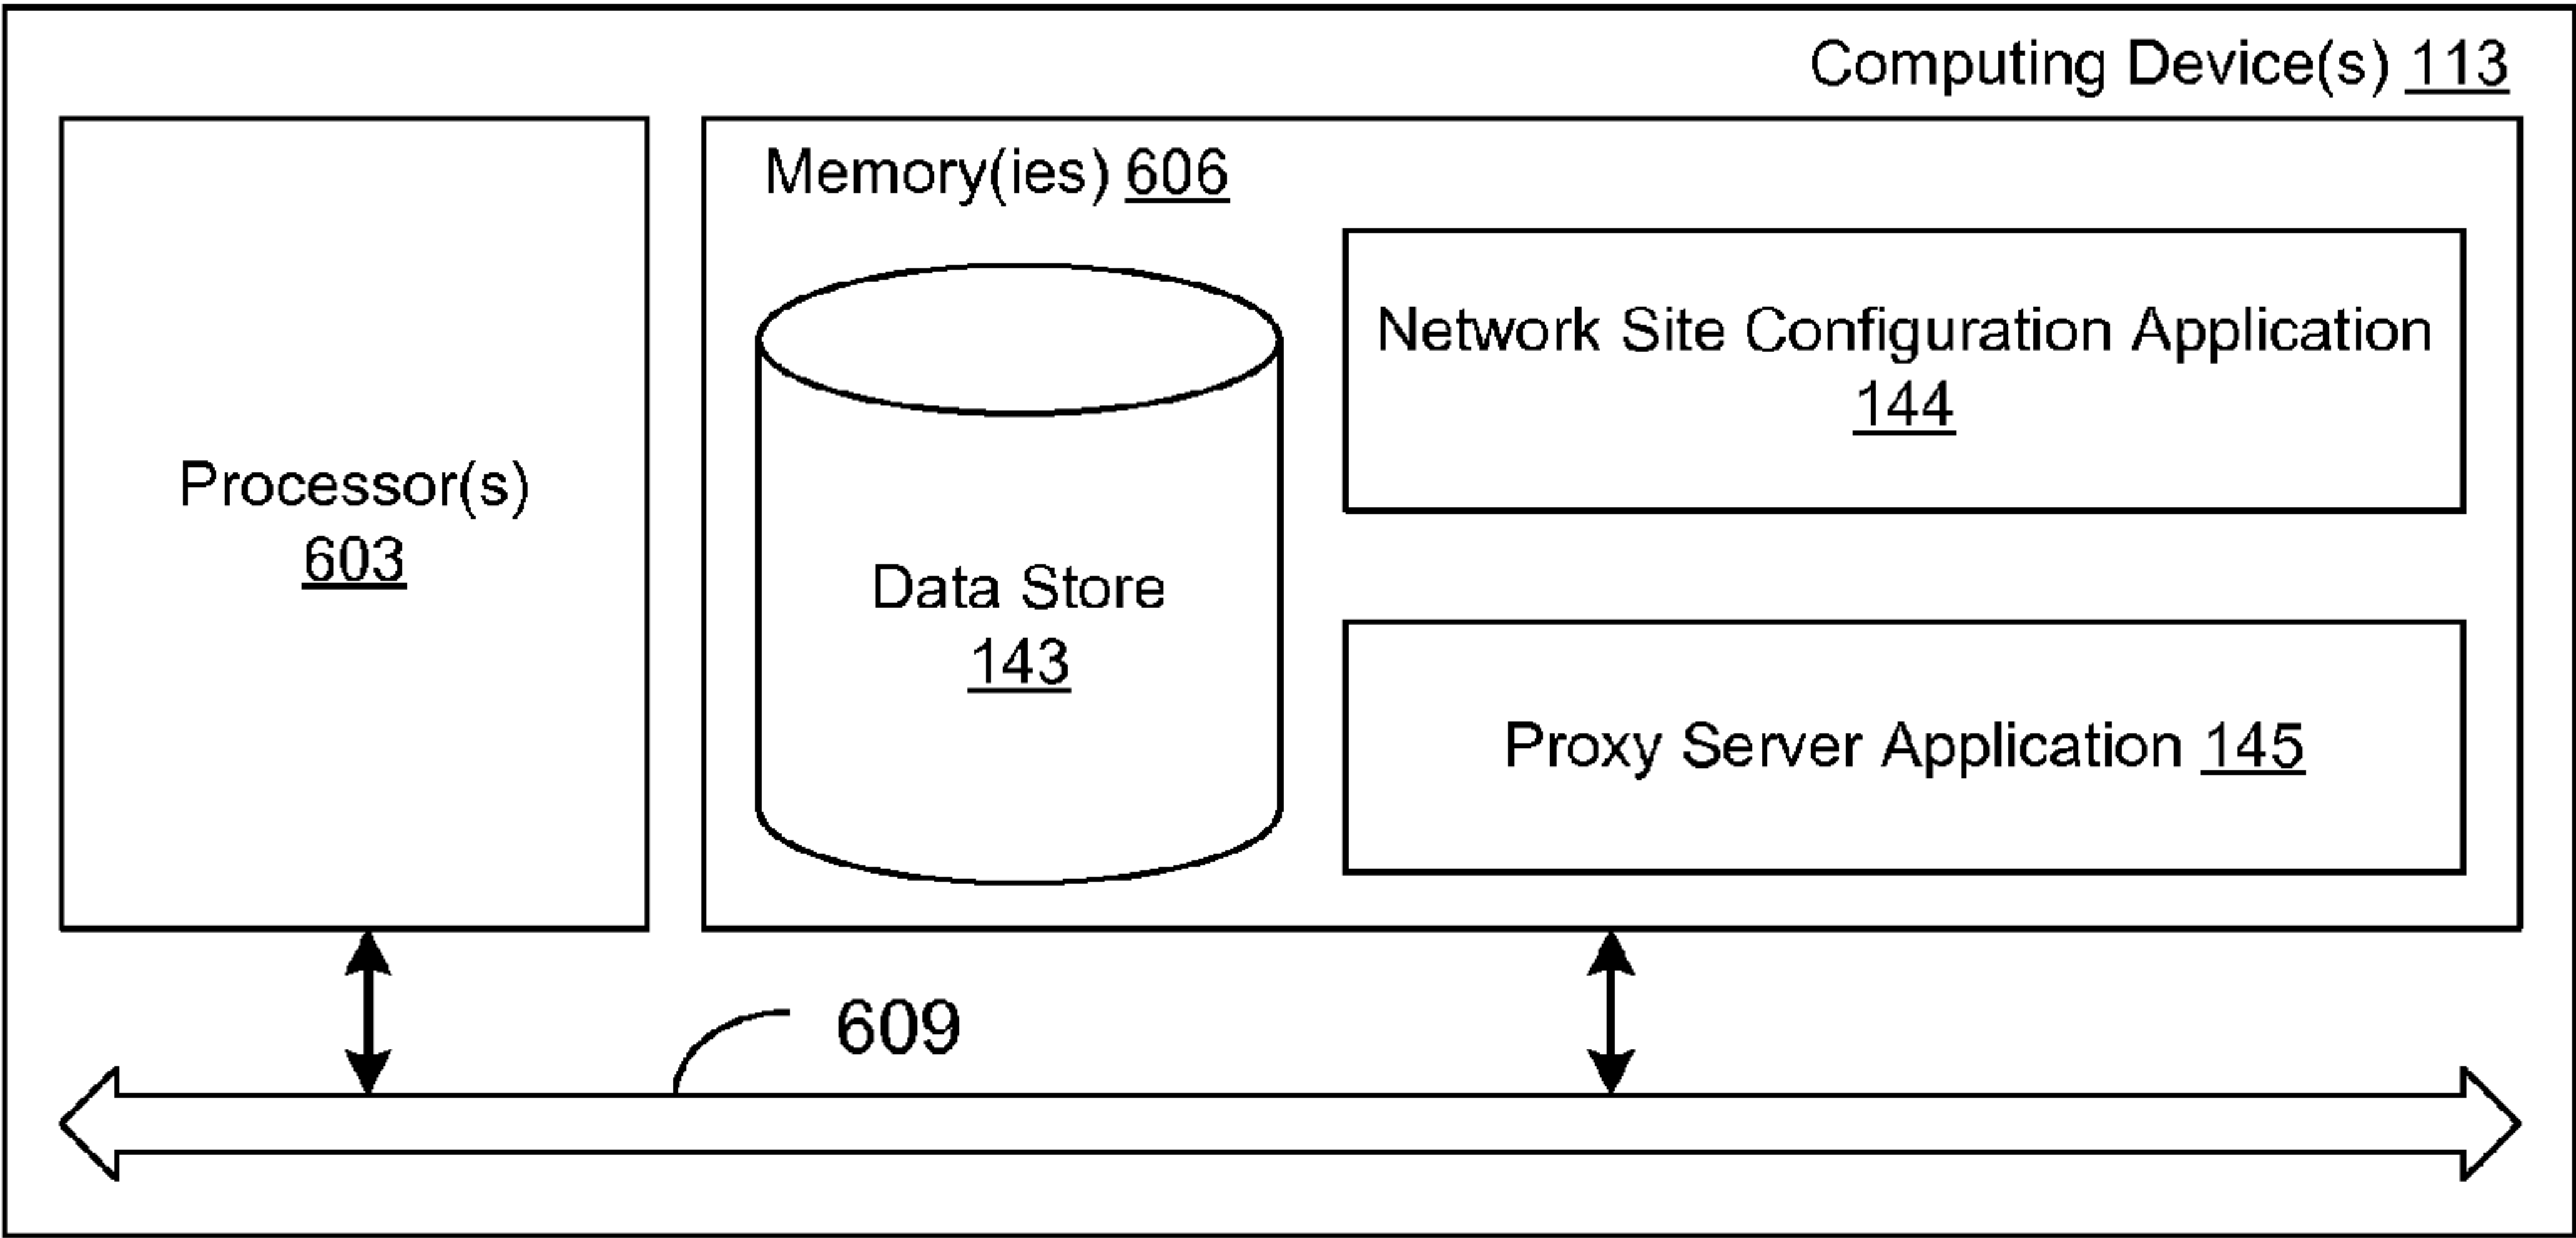 Computing Device(s) 113
Memory(ies) 606
Network Site Configuration Application
144
Processor(s)
603
Data Store
143
Proxy Server Application 145
609